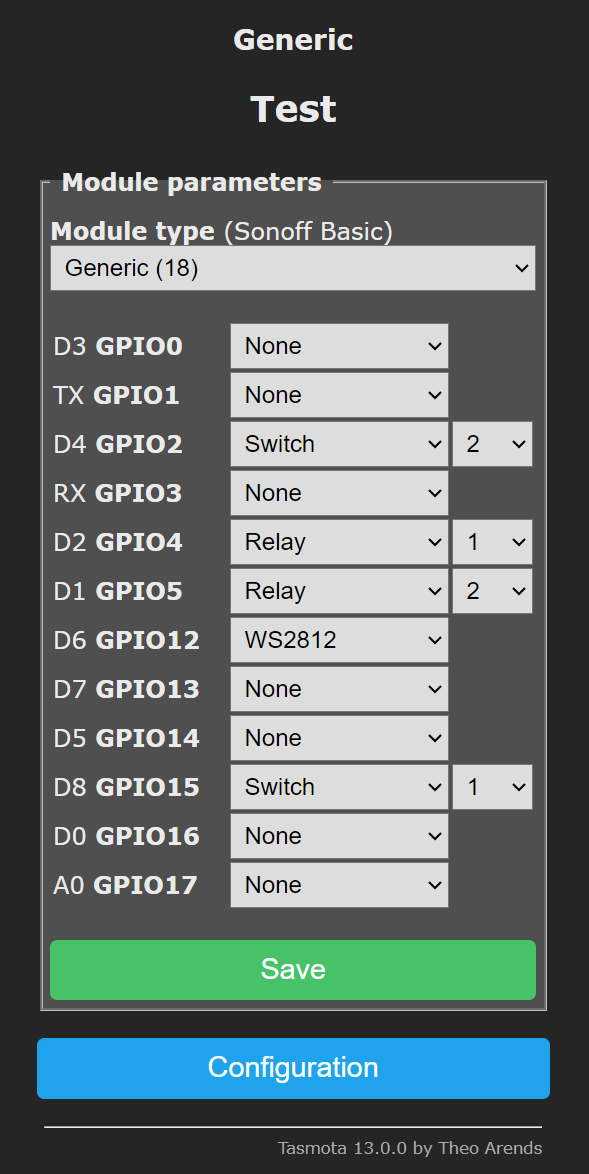 Generic
Test
Module parameters
Module type (Sonoff Basic)
Generic (18)
D3 GPIO0 None
TX GPIO1 None
D4 GPIO2 Switch 2
RX GPIO3 None
D2 GPIO4 Relay 1
D1 GPIO5 Relay 2
D6 GPIO12 WS2812
D7 GPIO13 None
D5 GPIO14 None
D8 GPIO15 Switch 1
D0 GPIO16 None
A0 GPIO17 None
Save
Configuration
Tasmota 13.0.0 by Theo Arends